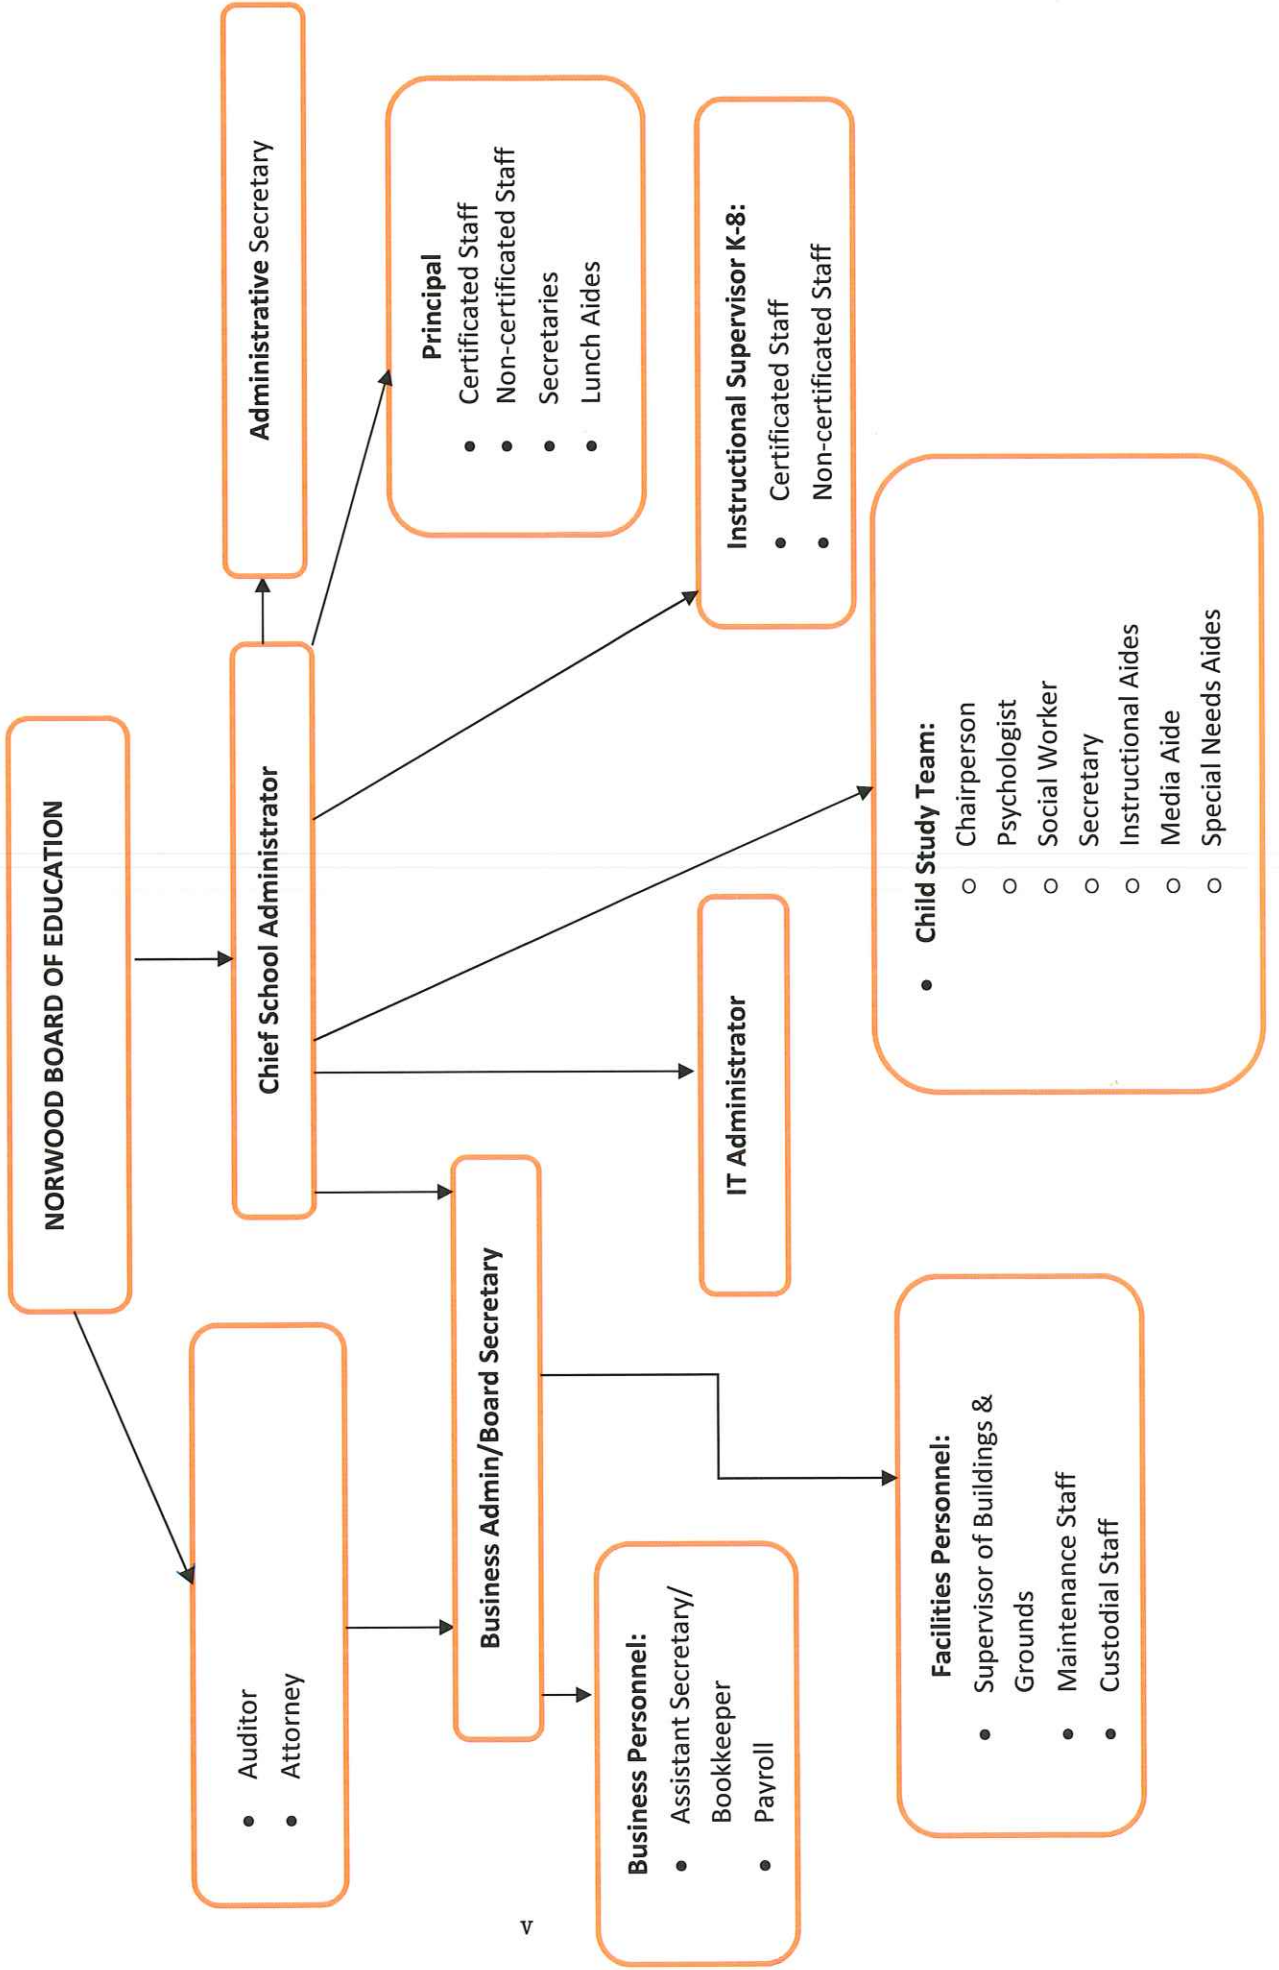 NORWOOD BOARD OF EDUCATION
• Auditor
• Attorney
Chief School Administrator
Administrative Secretary
Business Admin/Board Secretary
Principal
• Certificated Staff
• Non-certificated Staff
• Secretaries
• Lunch Aides
Business Personnel:
• Assistant Secretary/
Bookkeeper
• Payroll
IT Administrator
Instructional Supervisor K-8:
• Certificated Staff
• Non-certificated Staff
Facilities Personnel:
• Supervisor of Buildings &
Grounds
• Maintenance Staff
• Custodial Staff
• Child Study Team:
○ Chairperson
○ Psychologist
○ Social Worker
○ Secretary
○ Instructional Aides
○ Media Aide
○ Special Needs Aides
v